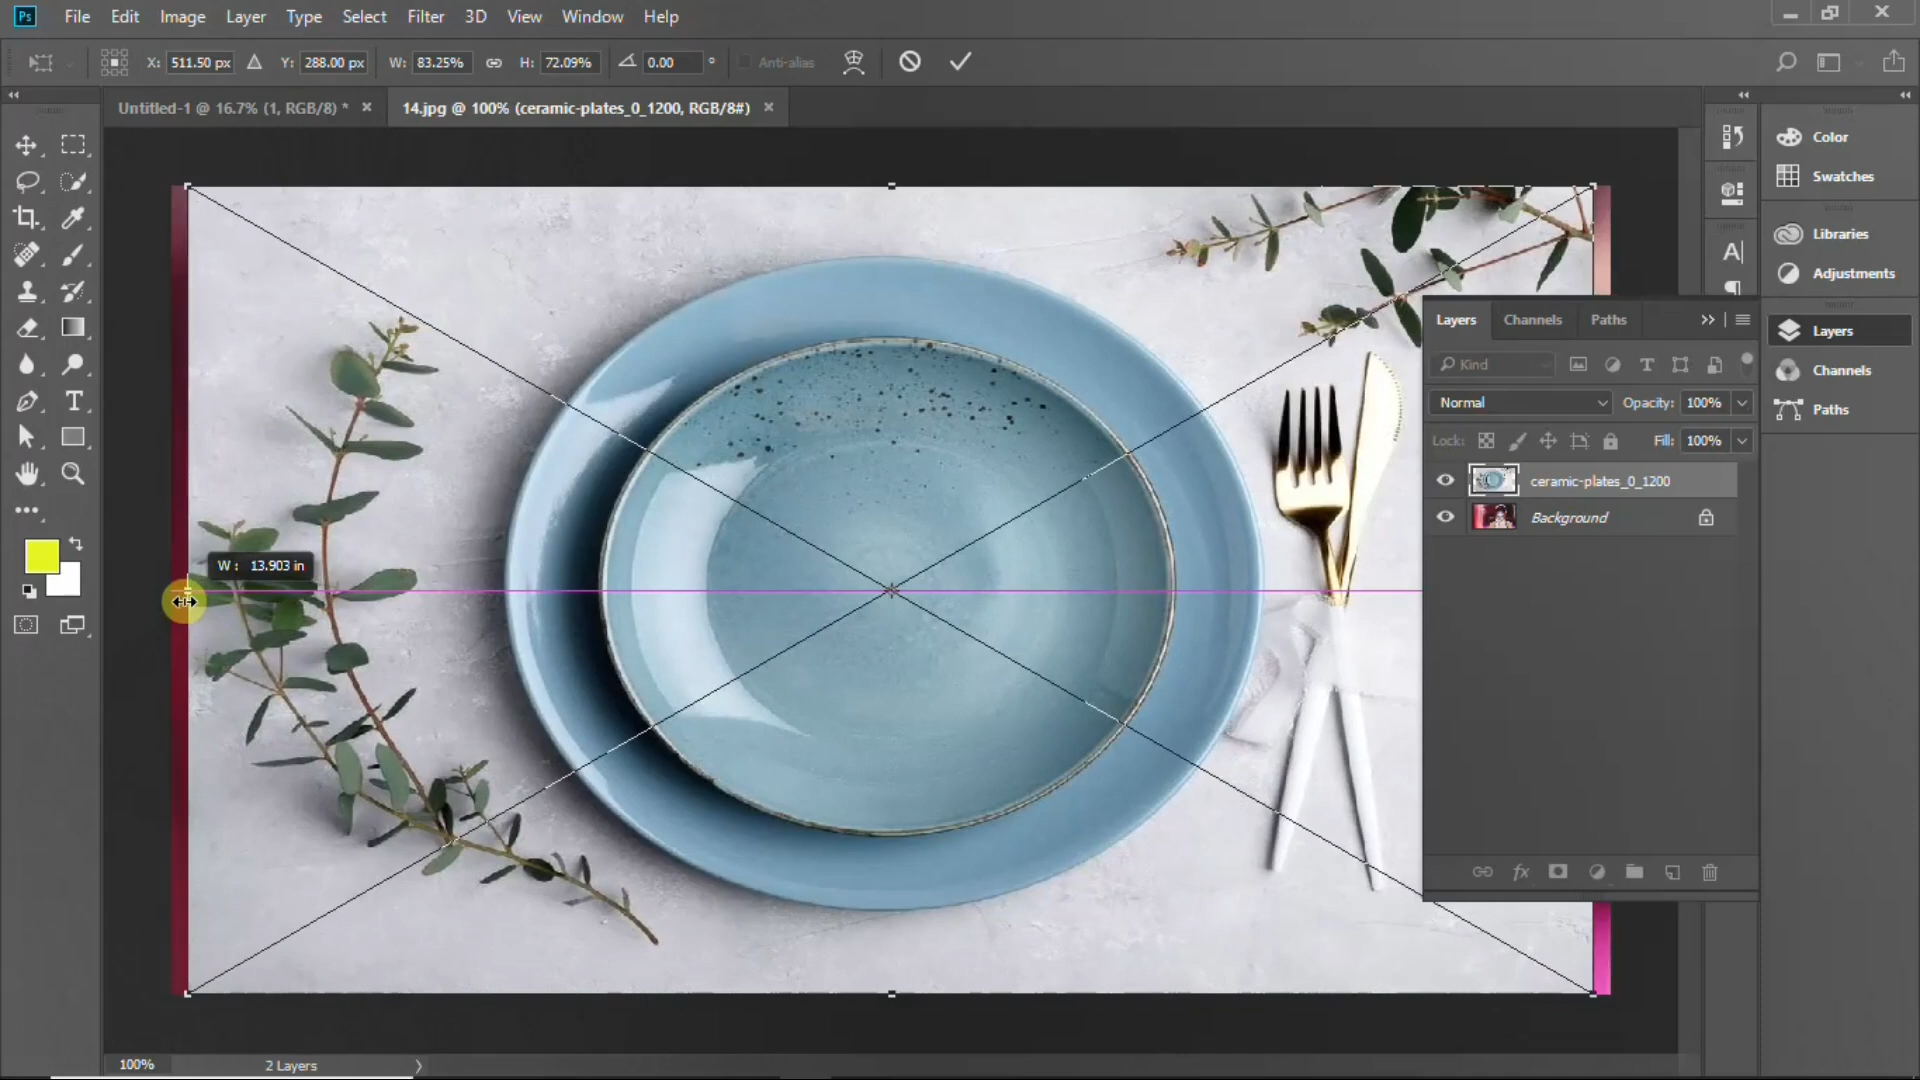 Ps File Edit Image Layer Type Select Filter 3D View Window Help
X: 511.50 px Y: 288.00 px W: 83.25% H: 72.09% 0.00 ° Anti-alias
Untitled-1 @ 16.7% (1, RGB/8) * × 14.jpg @ 100% (ceramic-plates_0_1200, RGB/8#) ×
Color
Swatches
Libraries
Adjustments
Layers
Channels
Paths
Layers Channels Paths
Kind
Normal Opacity: 100%
Lock: Fill: 100%
ceramic-plates_0_1200
Background
W : 13.903 in
100% 2 Layers